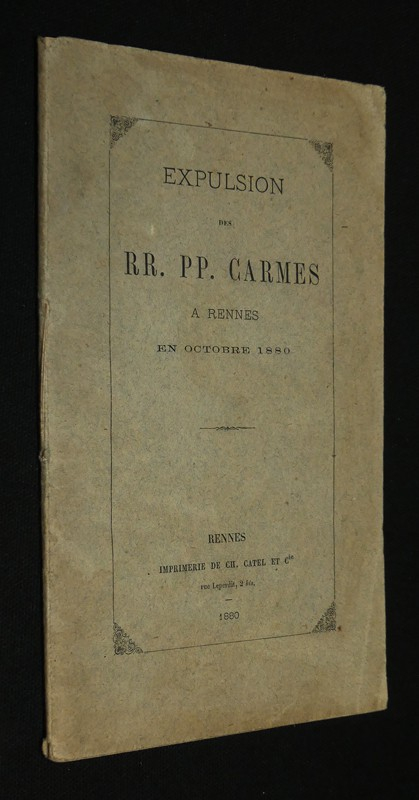 EXPULSION
DES
RR. PP. CARMES
A RENNES
EN OCTOBRE 1880
RENNES
IMPRIMERIE DE CH. CATEL ET Cie
rue Leperdit, 2 bis.
1880